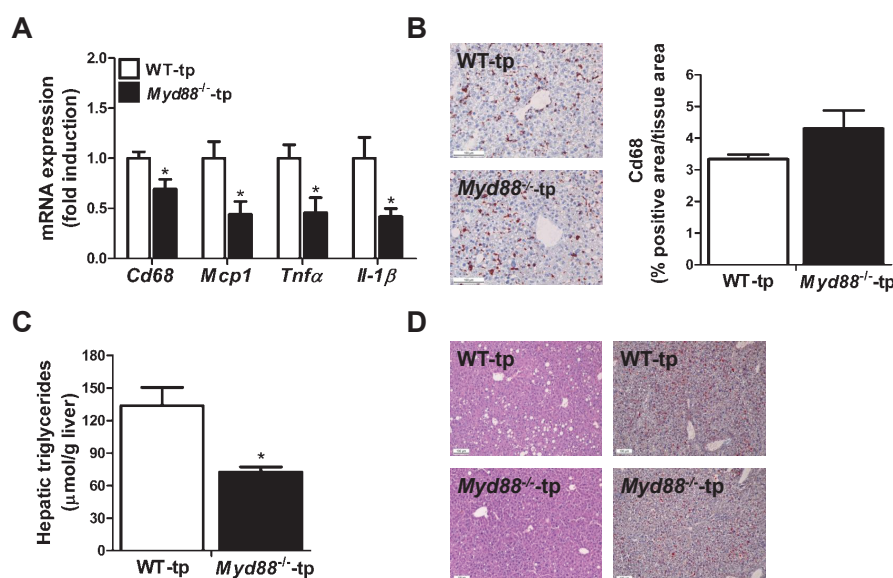 A
mRNA expression
(fold induction)
2.0
1.5
1.0
0.5
0.0
WT-tp
Myd88-/--tp
*
*
*
*
Cd68
Mcp1
Tnfα
Il-1β
B
WT-tp
Myd88-/--tp
Cd68
(% positive area/tissue area)
6
5
4
3
2
1
0
WT-tp
Myd88-/--tp
C
Hepatic triglycerides
(μmol/g liver)
180
150
120
90
60
30
0
*
WT-tp
Myd88-/--tp
D
WT-tp
WT-tp
Myd88-/--tp
Myd88-/--tp